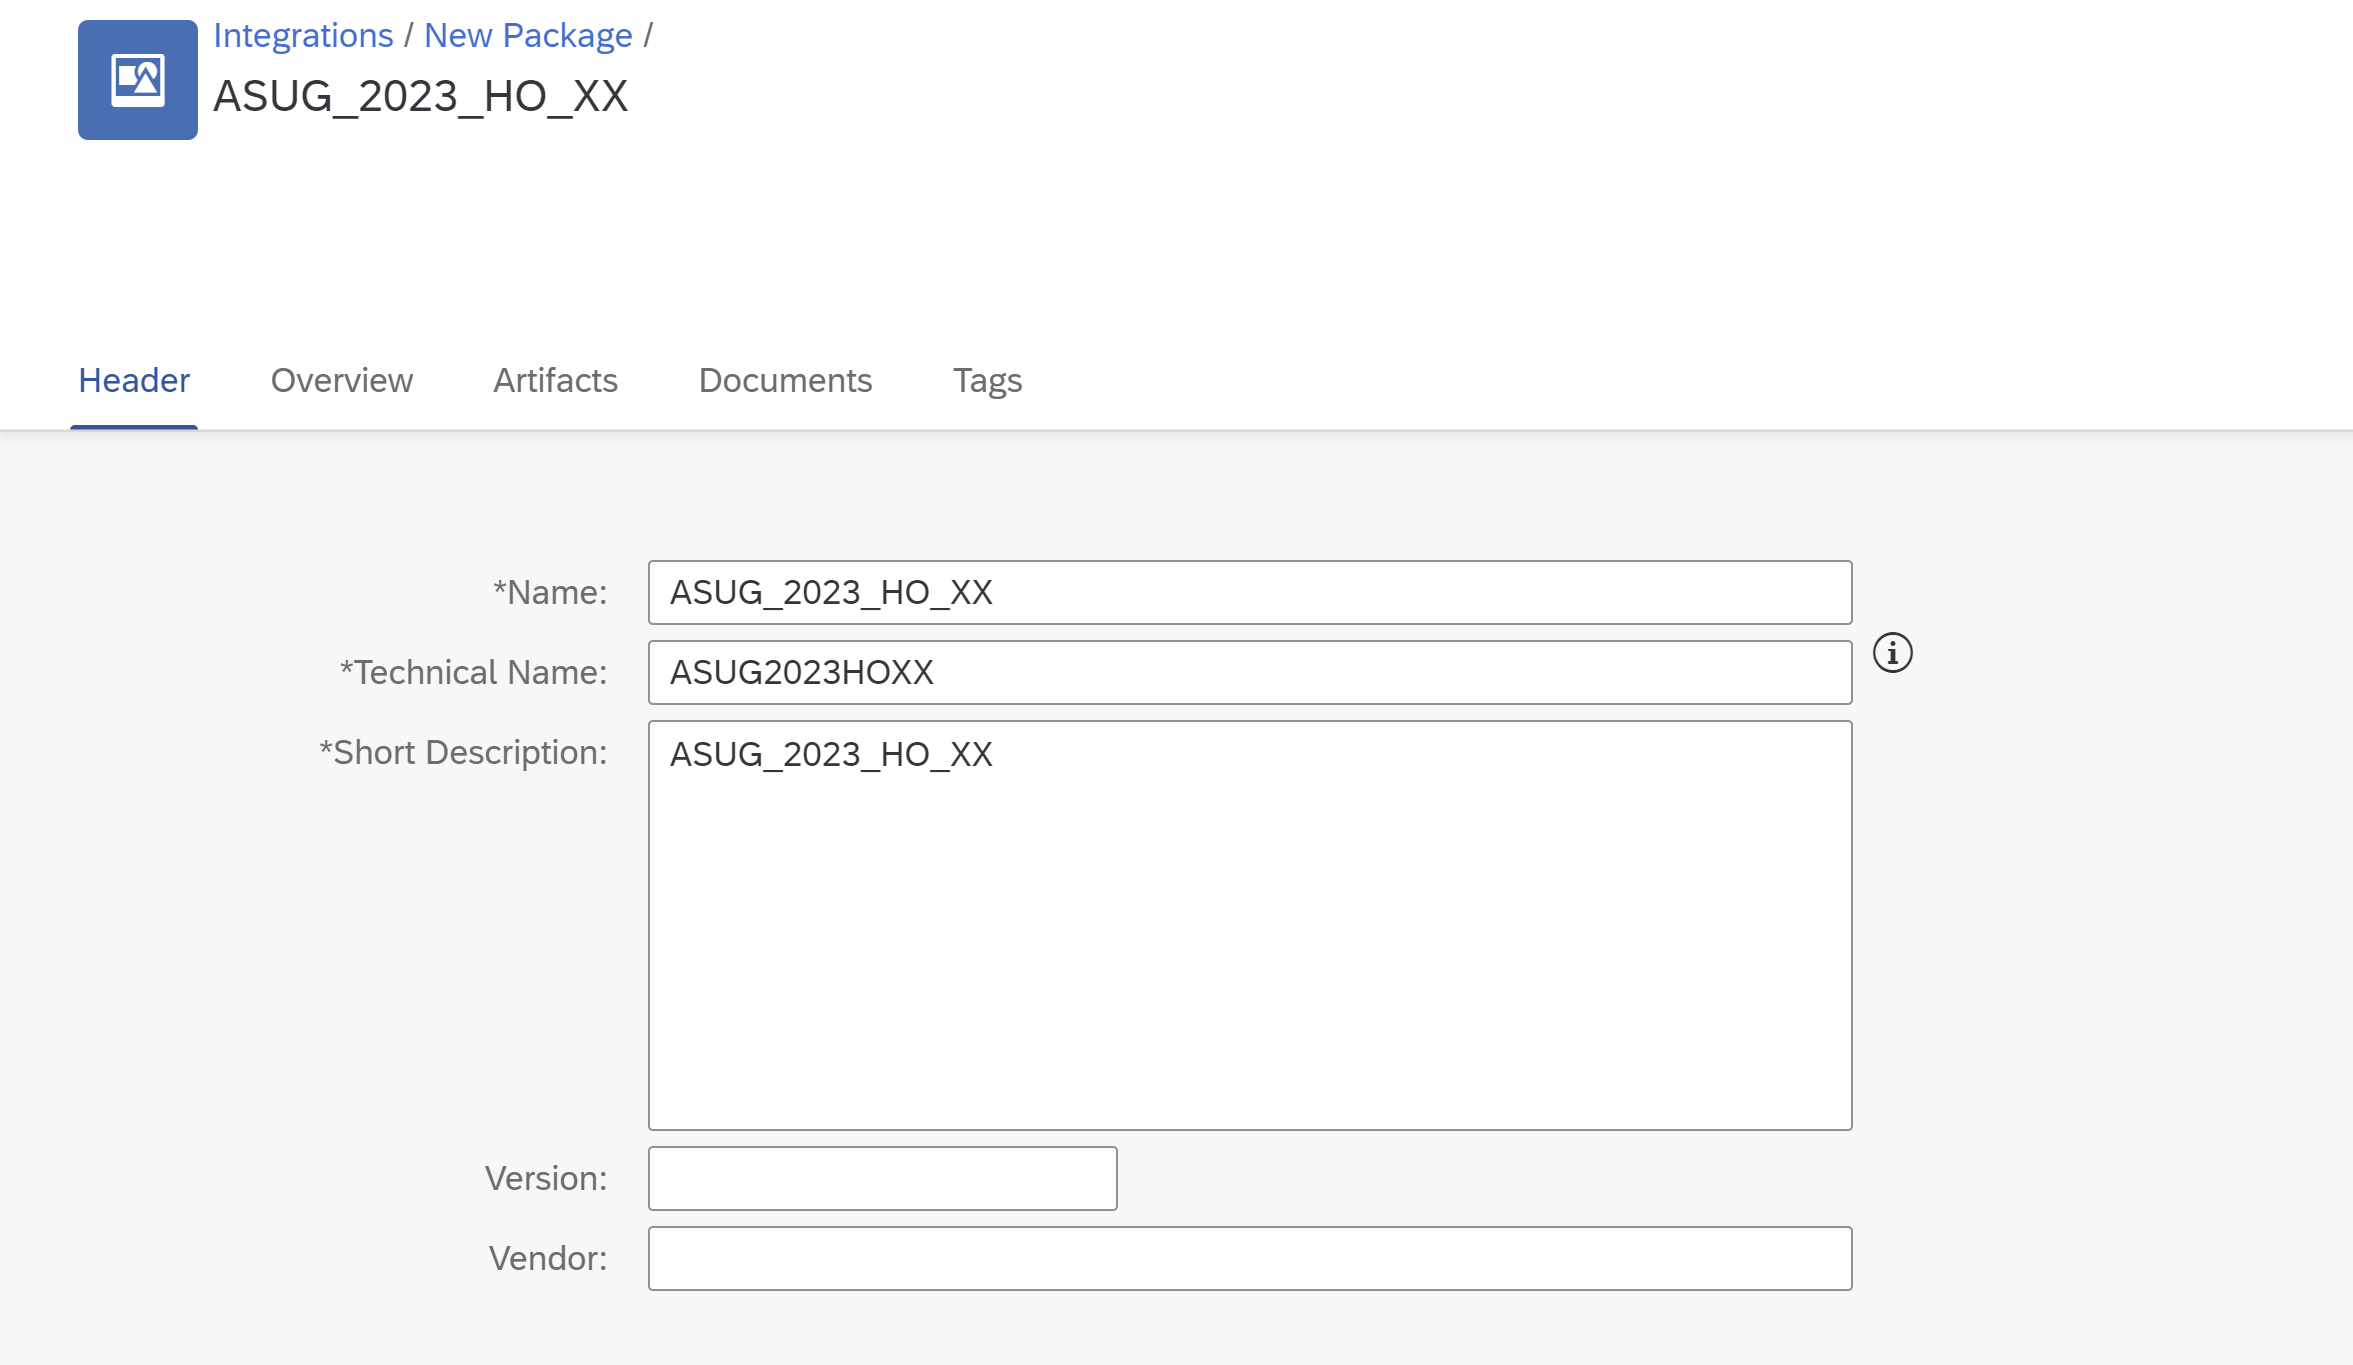 Integrations / New Package /
ASUG_2023_HO_XX
Header Overview Artifacts Documents Tags
*Name: ASUG_2023_HO_XX
*Technical Name: ASUG2023HOXX
*Short Description: ASUG_2023_HO_XX
Version:
Vendor: